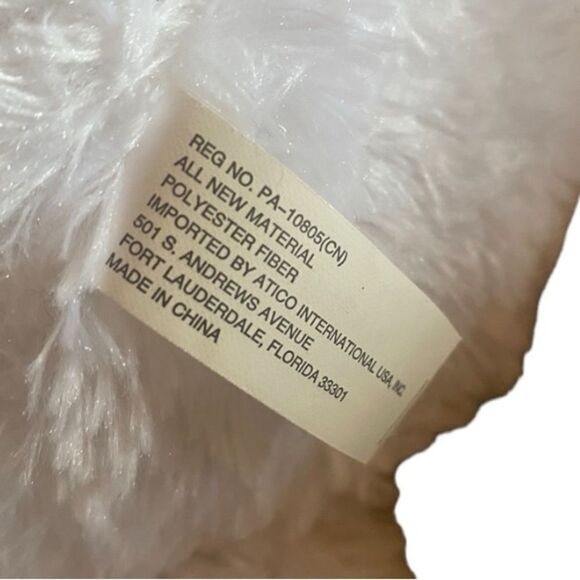 REG NO. PA-10805(CN)
ALL NEW MATERIAL
POLYESTER FIBER
IMPORTED BY ATICO INTERNATIONAL USA, INC.
501 S. ANDREWS AVENUE
FORT LAUDERDALE, FLORIDA 33301
MADE IN CHINA